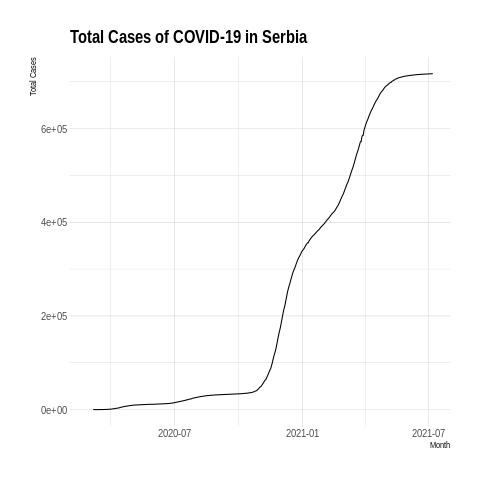 Total Cases of COVID-19 in Serbia
Total Cases
6e+05
4e+05
2e+05
0e+00
2020-07
2021-01
2021-07
Month